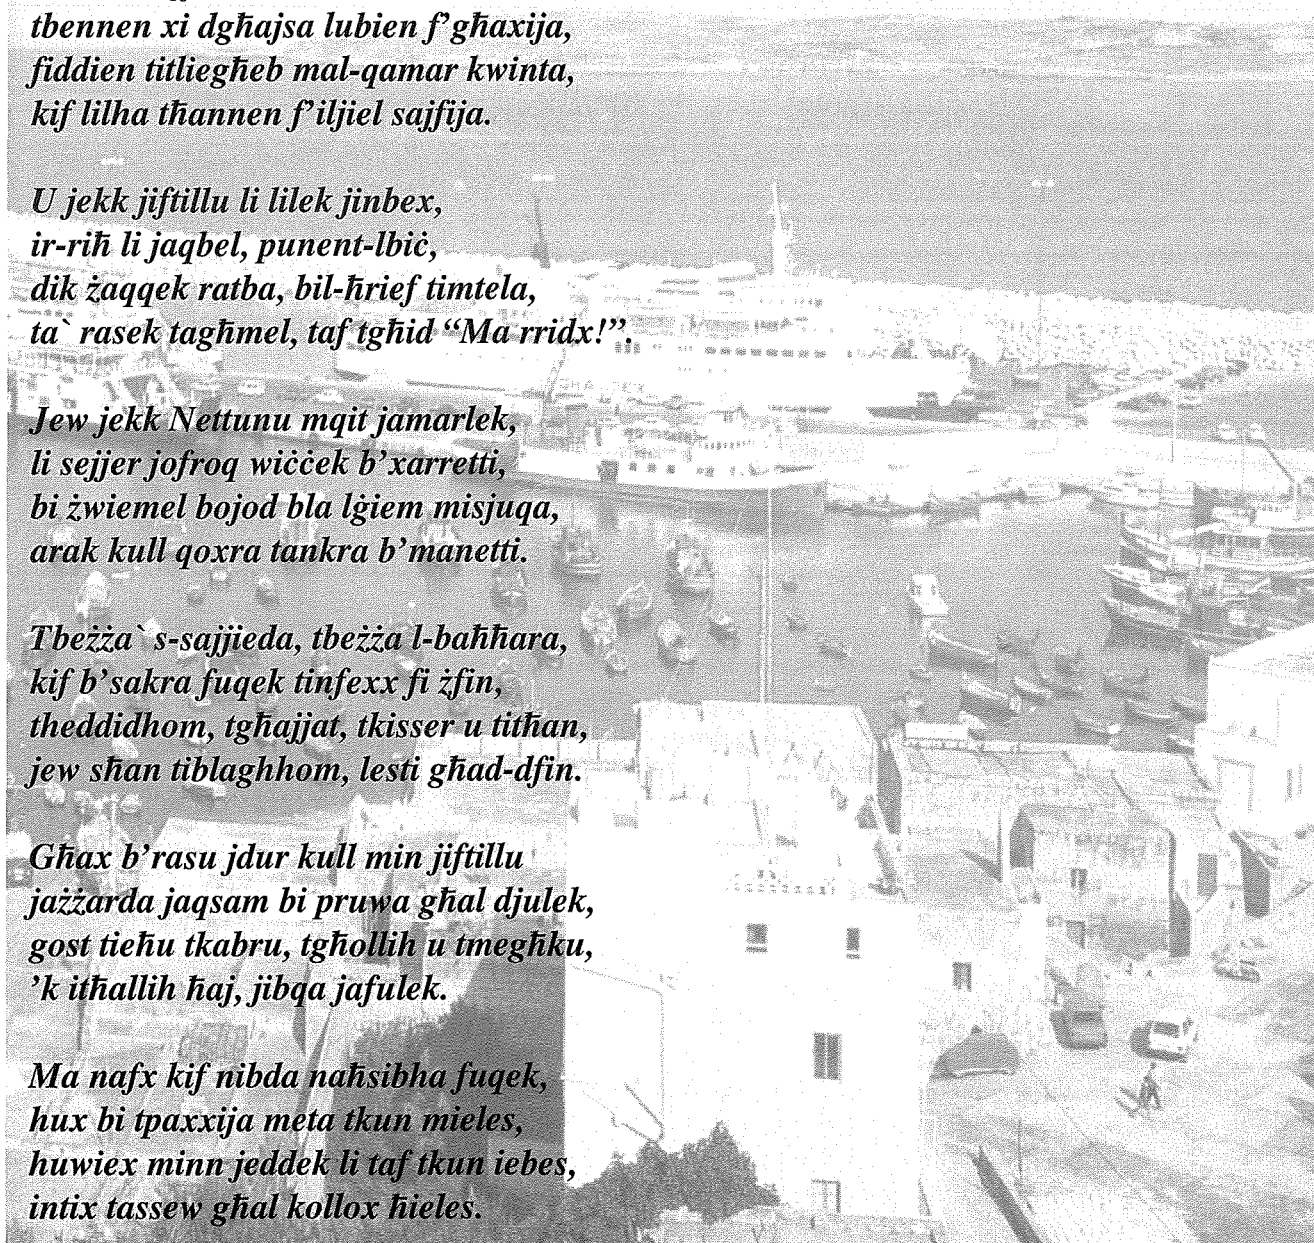 tbennen xi dgħajsa lubien f’għaxija,
fiddien titliegħeb mal-qamar kwinta,
kif lilha tħannen f’iljiel sajfija.
U jekk jiftillu li lilek jinbex,
ir-riħ li jaqbel, punent-lbiċ,
dik żaqqek ratba, bil-ħrief timtela,
ta` rasek tagħmel, taf tgħid “Ma rridx!”.
Jew jekk Nettunu mqit jamarlek,
li sejjer jofroq wiċċek b’xarretti,
bi żwiemel bojod bla lġiem misjuqa,
arak kull qoxra tankra b’manetti.
Tbeżża` s-sajjieda, tbeżża l-baħħara,
kif b’sakra fuqek tinfexx fi żfin,
theddidhom, tgħajjat, tkisser u titħan,
jew sħan tiblagħhom, lesti għad-dfin.
Għax b’rasu jdur kull min jiftillu
jażżarda jaqsam bi pruwa għal djulek,
gost tieħu tkabru, tgħollih u tmegħku,
’k itħallih ħaj, jibqa jafulek.
Ma nafx kif nibda naħsibha fuqek,
hux bi tpaxxija meta tkun mieles,
huwiex minn jeddek li taf tkun iebes,
intix tassew għal kollox ħieles.